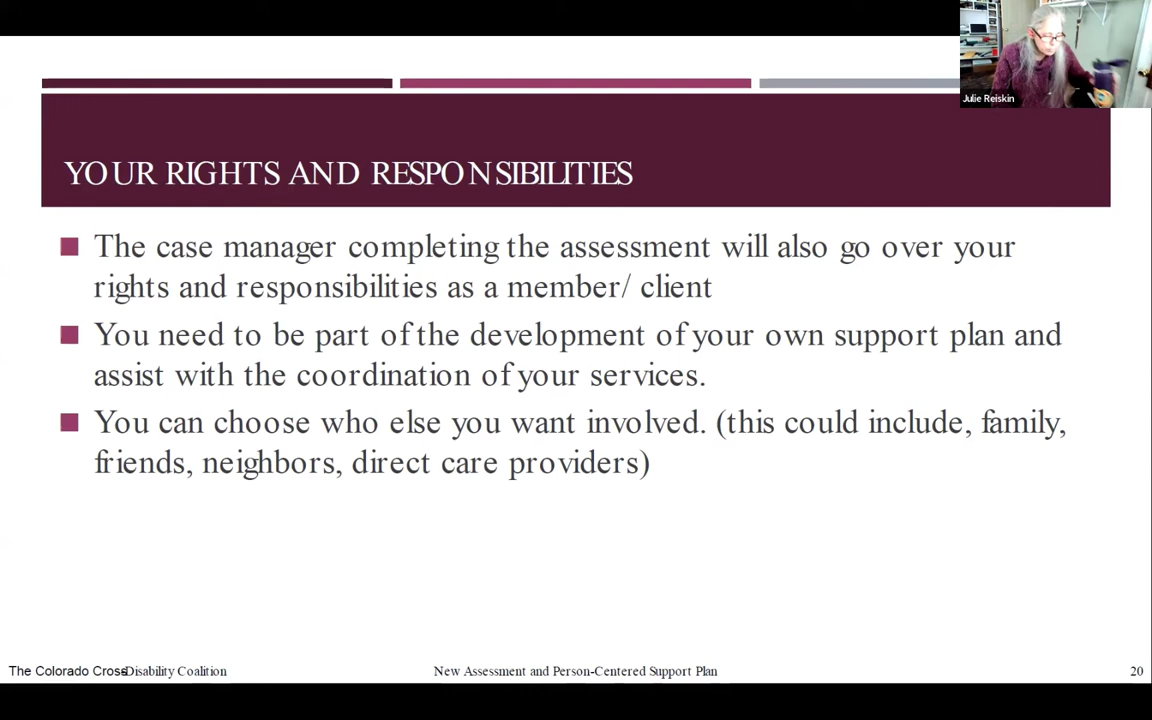 Julie Reiskin
YOUR RIGHTS AND RESPONSIBILITIES
The case manager completing the assessment will also go over your
rights and responsibilities as a member/ client
You need to be part of the development of your own support plan and
assist with the coordination of your services.
You can choose who else you want involved. (this could include, family,
friends, neighbors, direct care providers)
The Colorado Cross-Disability Coalition
New Assessment and Person-Centered Support Plan
20